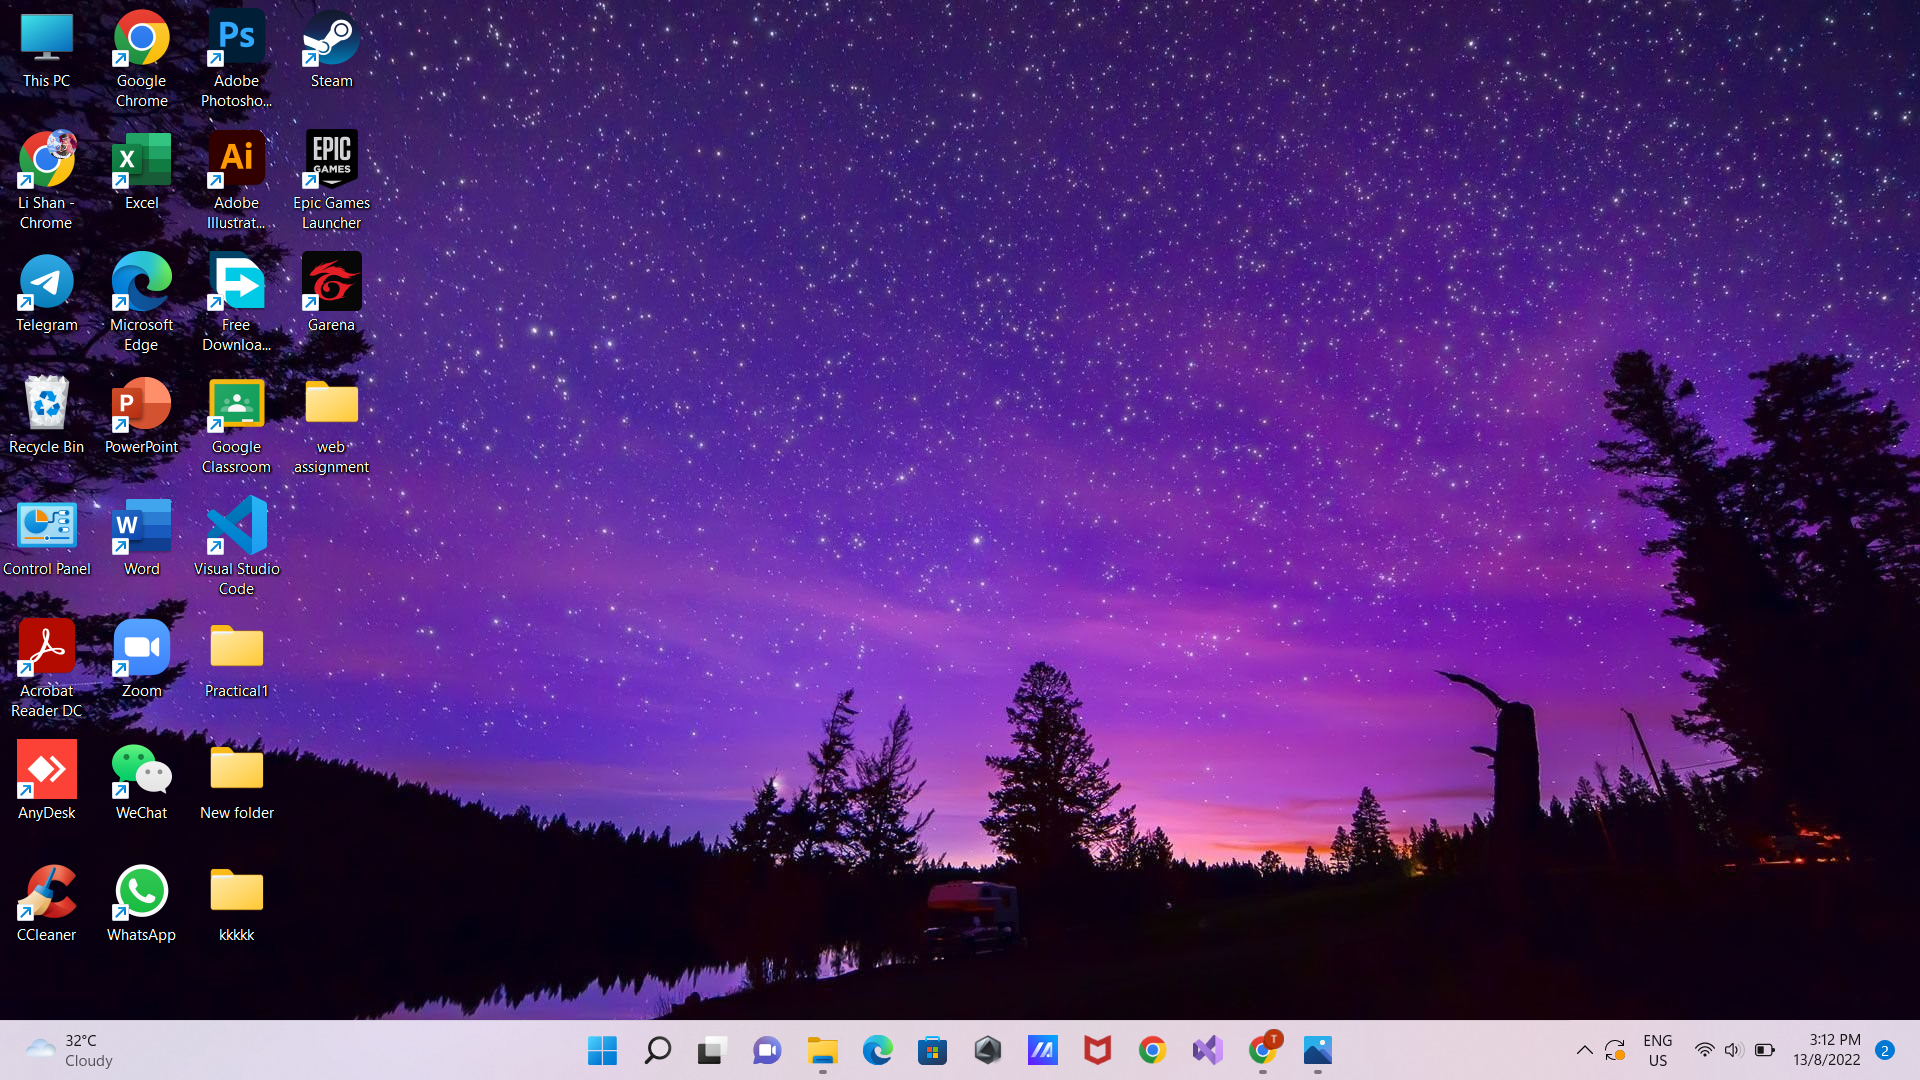 This PC
Google
Chrome
Ps
Adobe
Photosho...
Steam
Li Shan -
Chrome
X
Excel
Ai
Adobe
Illustrat...
EPIC
GAMES
Epic Games
Launcher
Telegram
Microsoft
Edge
Free
Downloa...
Garena
Recycle Bin
P
PowerPoint
Google
Classroom
web
assignment
Control Panel
W
Word
Visual Studio
Code
Acrobat
Reader DC
Zoom
Practical1
AnyDesk
WeChat
New folder
CCleaner
WhatsApp
kkkkk
32°C
Cloudy
T
ENG
US
3:12 PM
13/8/2022
2